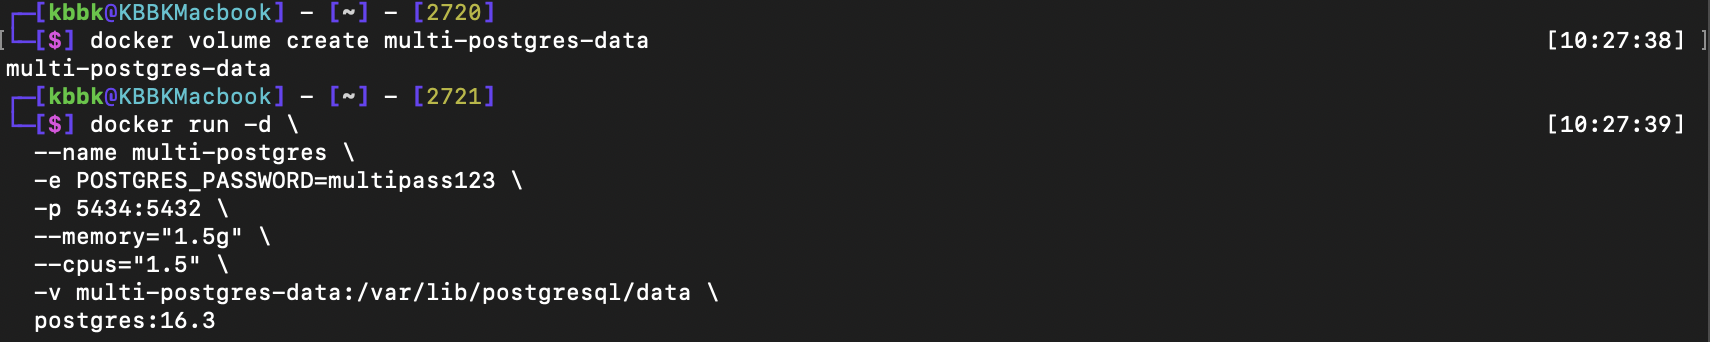 ┌─[kbbk@KBBKMacbook] - [~] - [2720]
[└─[$] docker volume create multi-postgres-data [10:27:38] ]
multi-postgres-data
┌─[kbbk@KBBKMacbook] - [~] - [2721]
└─[$] docker run -d \ [10:27:39]
--name multi-postgres \
-e POSTGRES_PASSWORD=multipass123 \
-p 5434:5432 \
--memory="1.5g" \
--cpus="1.5" \
-v multi-postgres-data:/var/lib/postgresql/data \
postgres:16.3